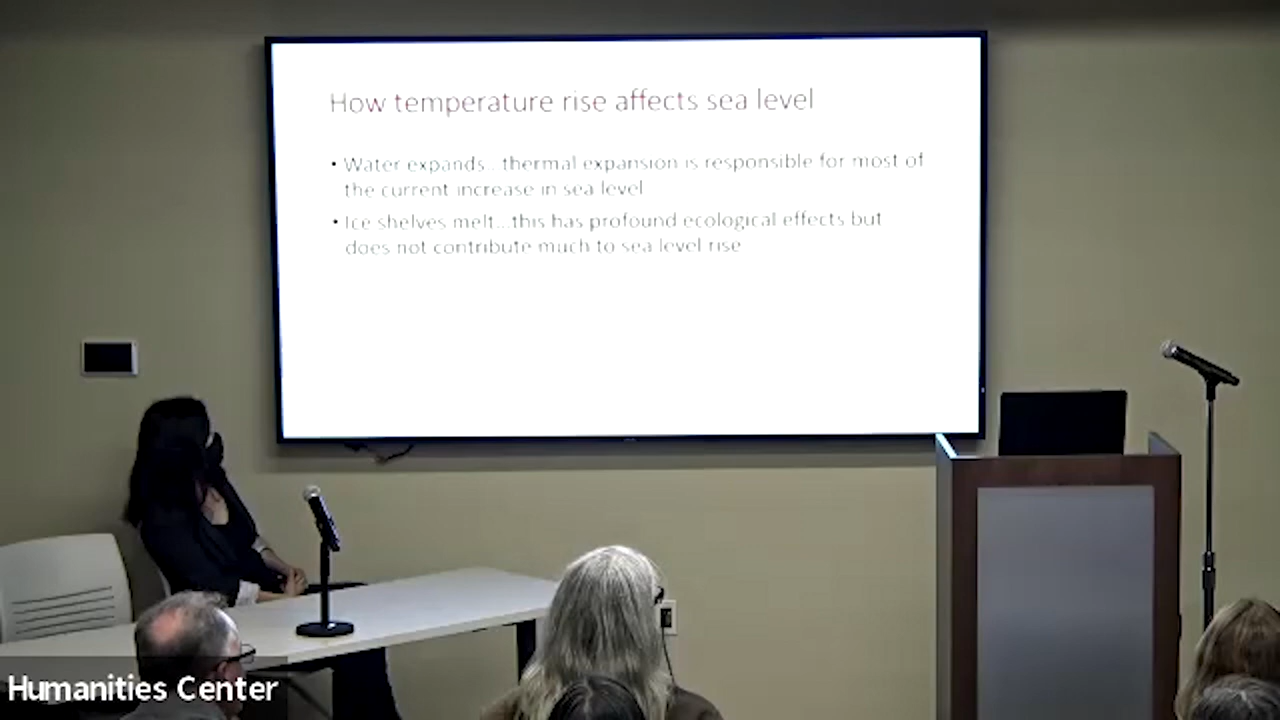 How temperature rise affects sea level
• Water expands.. thermal expansion is responsible for most of
the current increase in sea level
• Ice shelves melt...this has profound ecological effects but
does not contribute much to sea level rise
Humanities Center